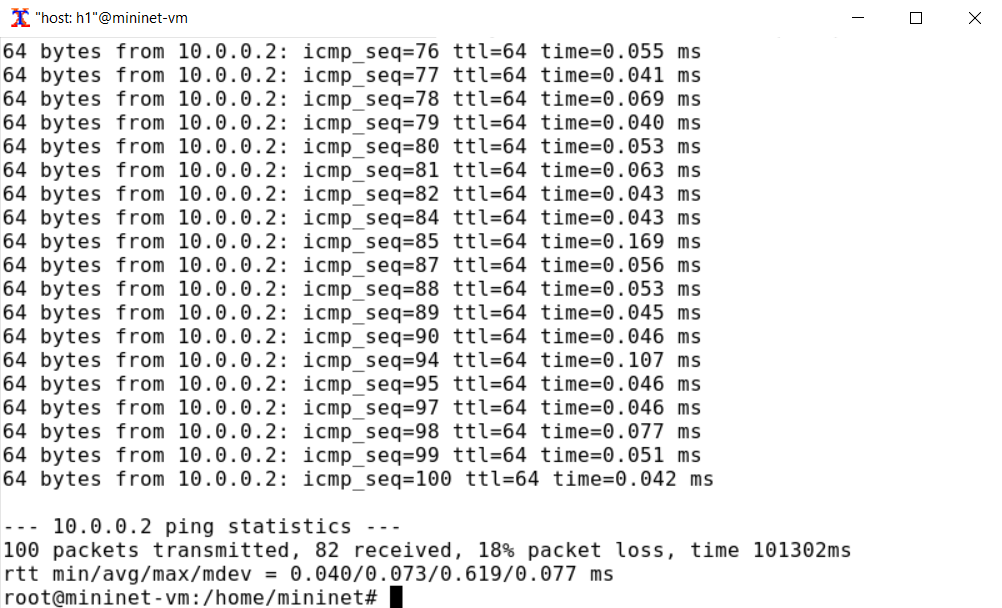 "host: h1"@mininet-vm
64 bytes from 10.0.0.2: icmp_seq=76 ttl=64 time=0.055 ms
64 bytes from 10.0.0.2: icmp_seq=77 ttl=64 time=0.041 ms
64 bytes from 10.0.0.2: icmp_seq=78 ttl=64 time=0.069 ms
64 bytes from 10.0.0.2: icmp_seq=79 ttl=64 time=0.040 ms
64 bytes from 10.0.0.2: icmp_seq=80 ttl=64 time=0.053 ms
64 bytes from 10.0.0.2: icmp_seq=81 ttl=64 time=0.063 ms
64 bytes from 10.0.0.2: icmp_seq=82 ttl=64 time=0.043 ms
64 bytes from 10.0.0.2: icmp_seq=84 ttl=64 time=0.043 ms
64 bytes from 10.0.0.2: icmp_seq=85 ttl=64 time=0.169 ms
64 bytes from 10.0.0.2: icmp_seq=87 ttl=64 time=0.056 ms
64 bytes from 10.0.0.2: icmp_seq=88 ttl=64 time=0.053 ms
64 bytes from 10.0.0.2: icmp_seq=89 ttl=64 time=0.045 ms
64 bytes from 10.0.0.2: icmp_seq=90 ttl=64 time=0.046 ms
64 bytes from 10.0.0.2: icmp_seq=94 ttl=64 time=0.107 ms
64 bytes from 10.0.0.2: icmp_seq=95 ttl=64 time=0.046 ms
64 bytes from 10.0.0.2: icmp_seq=97 ttl=64 time=0.046 ms
64 bytes from 10.0.0.2: icmp_seq=98 ttl=64 time=0.077 ms
64 bytes from 10.0.0.2: icmp_seq=99 ttl=64 time=0.051 ms
64 bytes from 10.0.0.2: icmp_seq=100 ttl=64 time=0.042 ms
--- 10.0.0.2 ping statistics ---
100 packets transmitted, 82 received, 18% packet loss, time 101302ms
rtt min/avg/max/mdev = 0.040/0.073/0.619/0.077 ms
root@mininet-vm:/home/mininet#